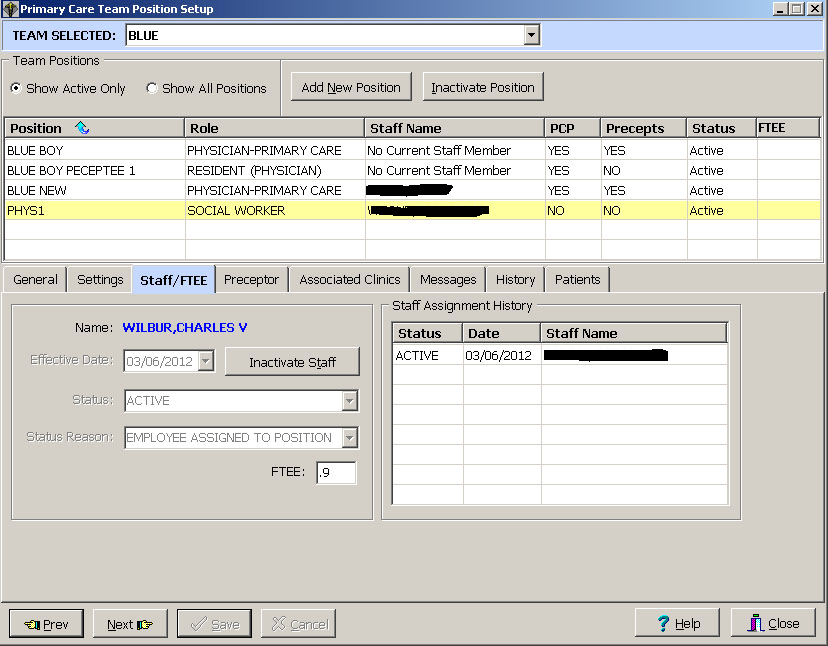 Primary Care Team Position Setup
TEAM SELECTED: BLUE
Team Positions
Show Active Only Show All Positions Add New Position Inactivate Position
Position Role Staff Name PCP Precepts Status FTEE
BLUE BOY PHYSICIAN-PRIMARY CARE No Current Staff Member YES YES Active
BLUE BOY PECEPTEE 1 RESIDENT (PHYSICIAN) No Current Staff Member YES NO Active
BLUE NEW PHYSICIAN-PRIMARY CARE YES YES Active
PHYS1 SOCIAL WORKER NO NO Active
General Settings Staff/FTEE Preceptor Associated Clinics Messages History Patients
Name: WILBUR,CHARLES V
Effective Date: 03/06/2012 Inactivate Staff
Status: ACTIVE
Status Reason: EMPLOYEE ASSIGNED TO POSITION
FTEE: .9
Staff Assignment History
Status Date Staff Name
ACTIVE 03/06/2012
Prev Next Save Cancel Help Close